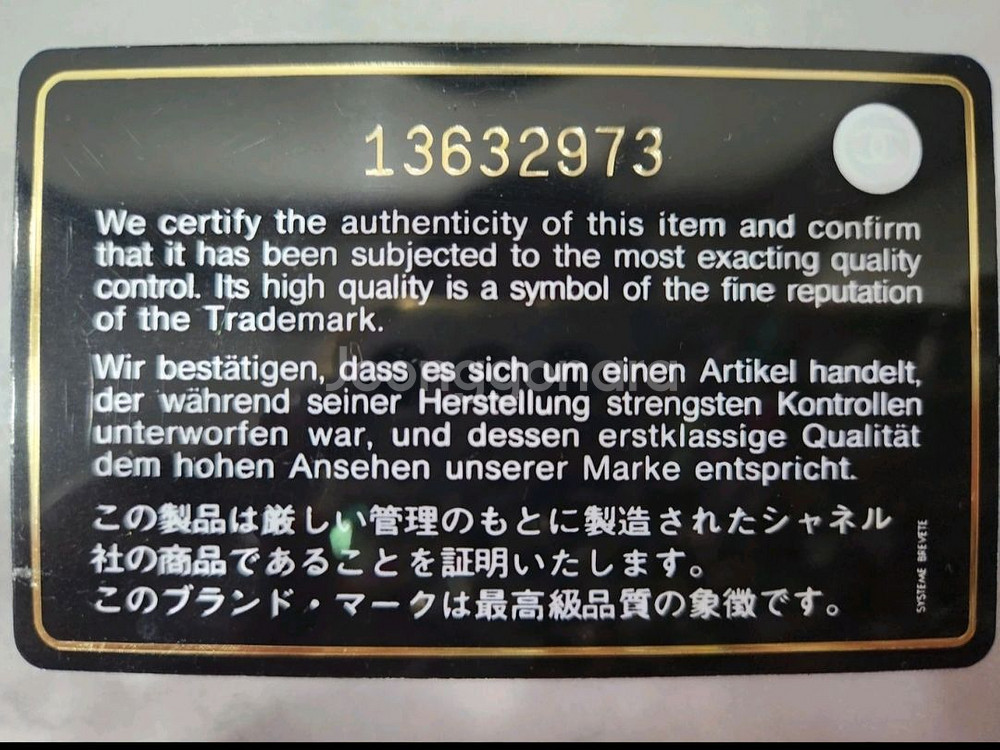 13632973
We certify the authenticity of this item and confirm
that it has been subjected to the most exacting quality
control. Its high quality is a symbol of the fine reputation
of the Trademark.
Wir bestätigen, dass es sich um einen Artikel handelt,
der während seiner Herstellung strengsten Kontrollen
unterworfen war, und dessen erstklassige Qualität
dem hohen Ansehen unserer Marke entspricht.
Joonggonara
この製品は厳しい管理のもとに製造されたシャネル
社の商品であることを証明いたします。
このブランド・マークは最高級品質の象徴です。
SYSTEME BREVETE